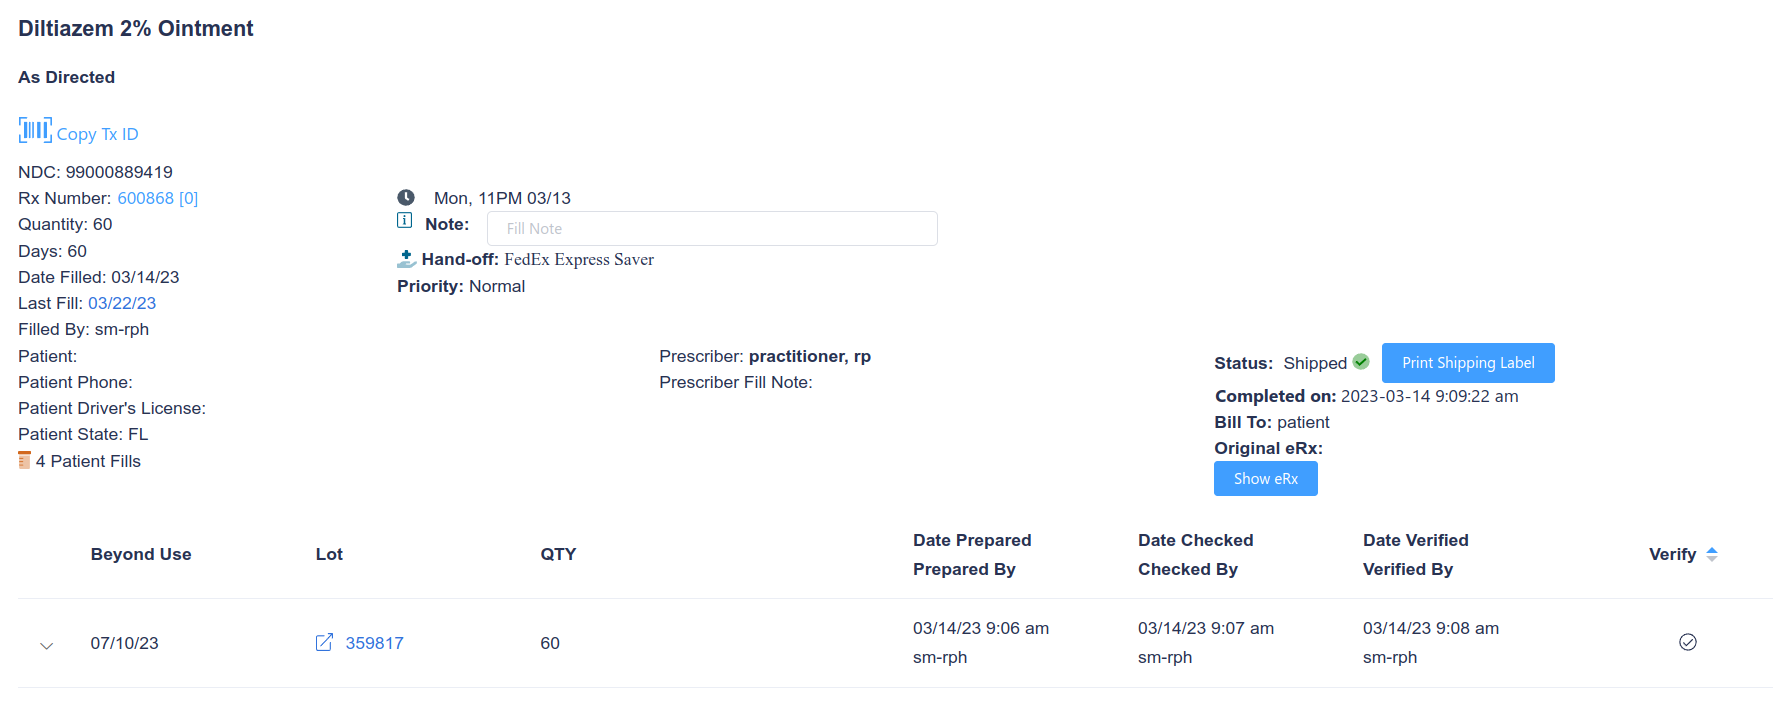 Diltiazem 2% Ointment
As Directed
Copy Tx ID
NDC: 99000889419
Rx Number: 600868 [0]
Quantity: 60
Days: 60
Date Filled: 03/14/23
Last Fill: 03/22/23
Filled By: sm-rph
Patient:
Patient Phone:
Patient Driver's License:
Patient State: FL
4 Patient Fills
Mon, 11PM 03/13
Note: Fill Note
Hand-off: FedEx Express Saver
Priority: Normal
Prescriber: practitioner, rp
Prescriber Fill Note:
Status: Shipped Print Shipping Label
Completed on: 2023-03-14 9:09:22 am
Bill To: patient
Original eRx:
Show eRx
Beyond Use Lot QTY Date Prepared Date Checked Date Verified Verify
Prepared By Checked By Verified By
07/10/23 359817 60 03/14/23 9:06 am 03/14/23 9:07 am 03/14/23 9:08 am
sm-rph sm-rph sm-rph